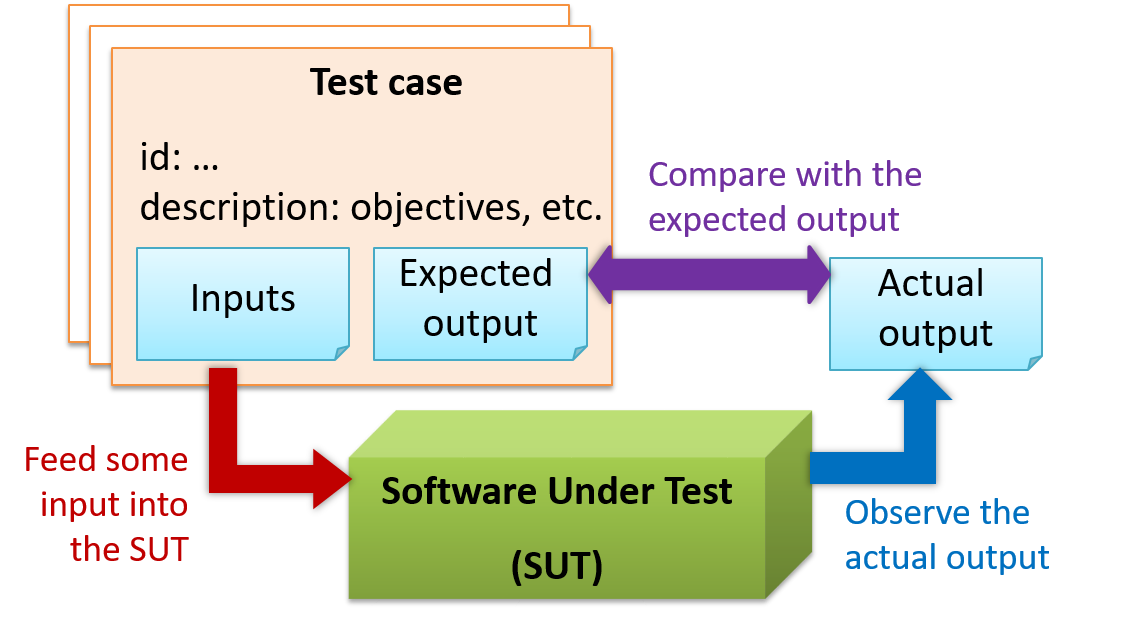 Test case
id: ...
description: objectives, etc.
Inputs
Expected
output
Compare with the
expected output
Actual
output
Feed some
input into
the SUT
Software Under Test
(SUT)
Observe the
actual output